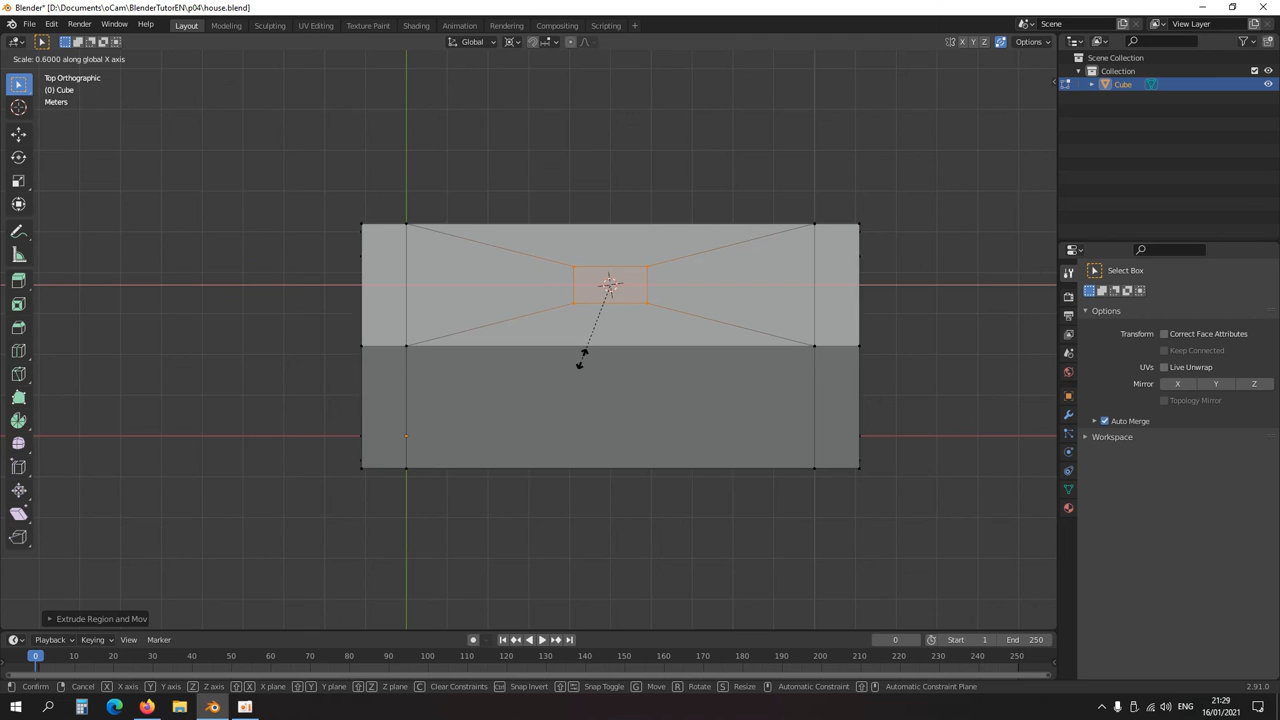 Blender* [D:\Documents\oCam\BlenderTutorEN\p04\house.blend]
File Edit Render Window Help Layout Modeling Sculpting UV Editing Texture Paint Shading Animation Rendering Compositing Scripting + Scene View Layer
Global X Y Z Options
Scale: 0.6000 along global X axis
Top Orthographic
(0) Cube
Meters
Scene Collection
Collection
Cube
Select Box
Options
Transform Correct Face Attributes
Keep Connected
UVs Live Unwrap
Mirror X Y Z
Topology Mirror
Auto Merge
Workspace
Extrude Region and Mov
Playback Keying View Marker 0 Start 1 End 250
0 10 20 30 40 50 60 70 80 90 100 110 120 130 140 150 160 170 180 190 200 210 220 230 240 250
Confirm Cancel X X axis Y Y axis Z Z axis X X plane Y Y plane Z Z plane C Clear Constraints Ctrl Snap Invert Snap Toggle G Move R Rotate S Resize Automatic Constraint Automatic Constraint Plane 2.91.0
ENG 21:29
16/01/2021